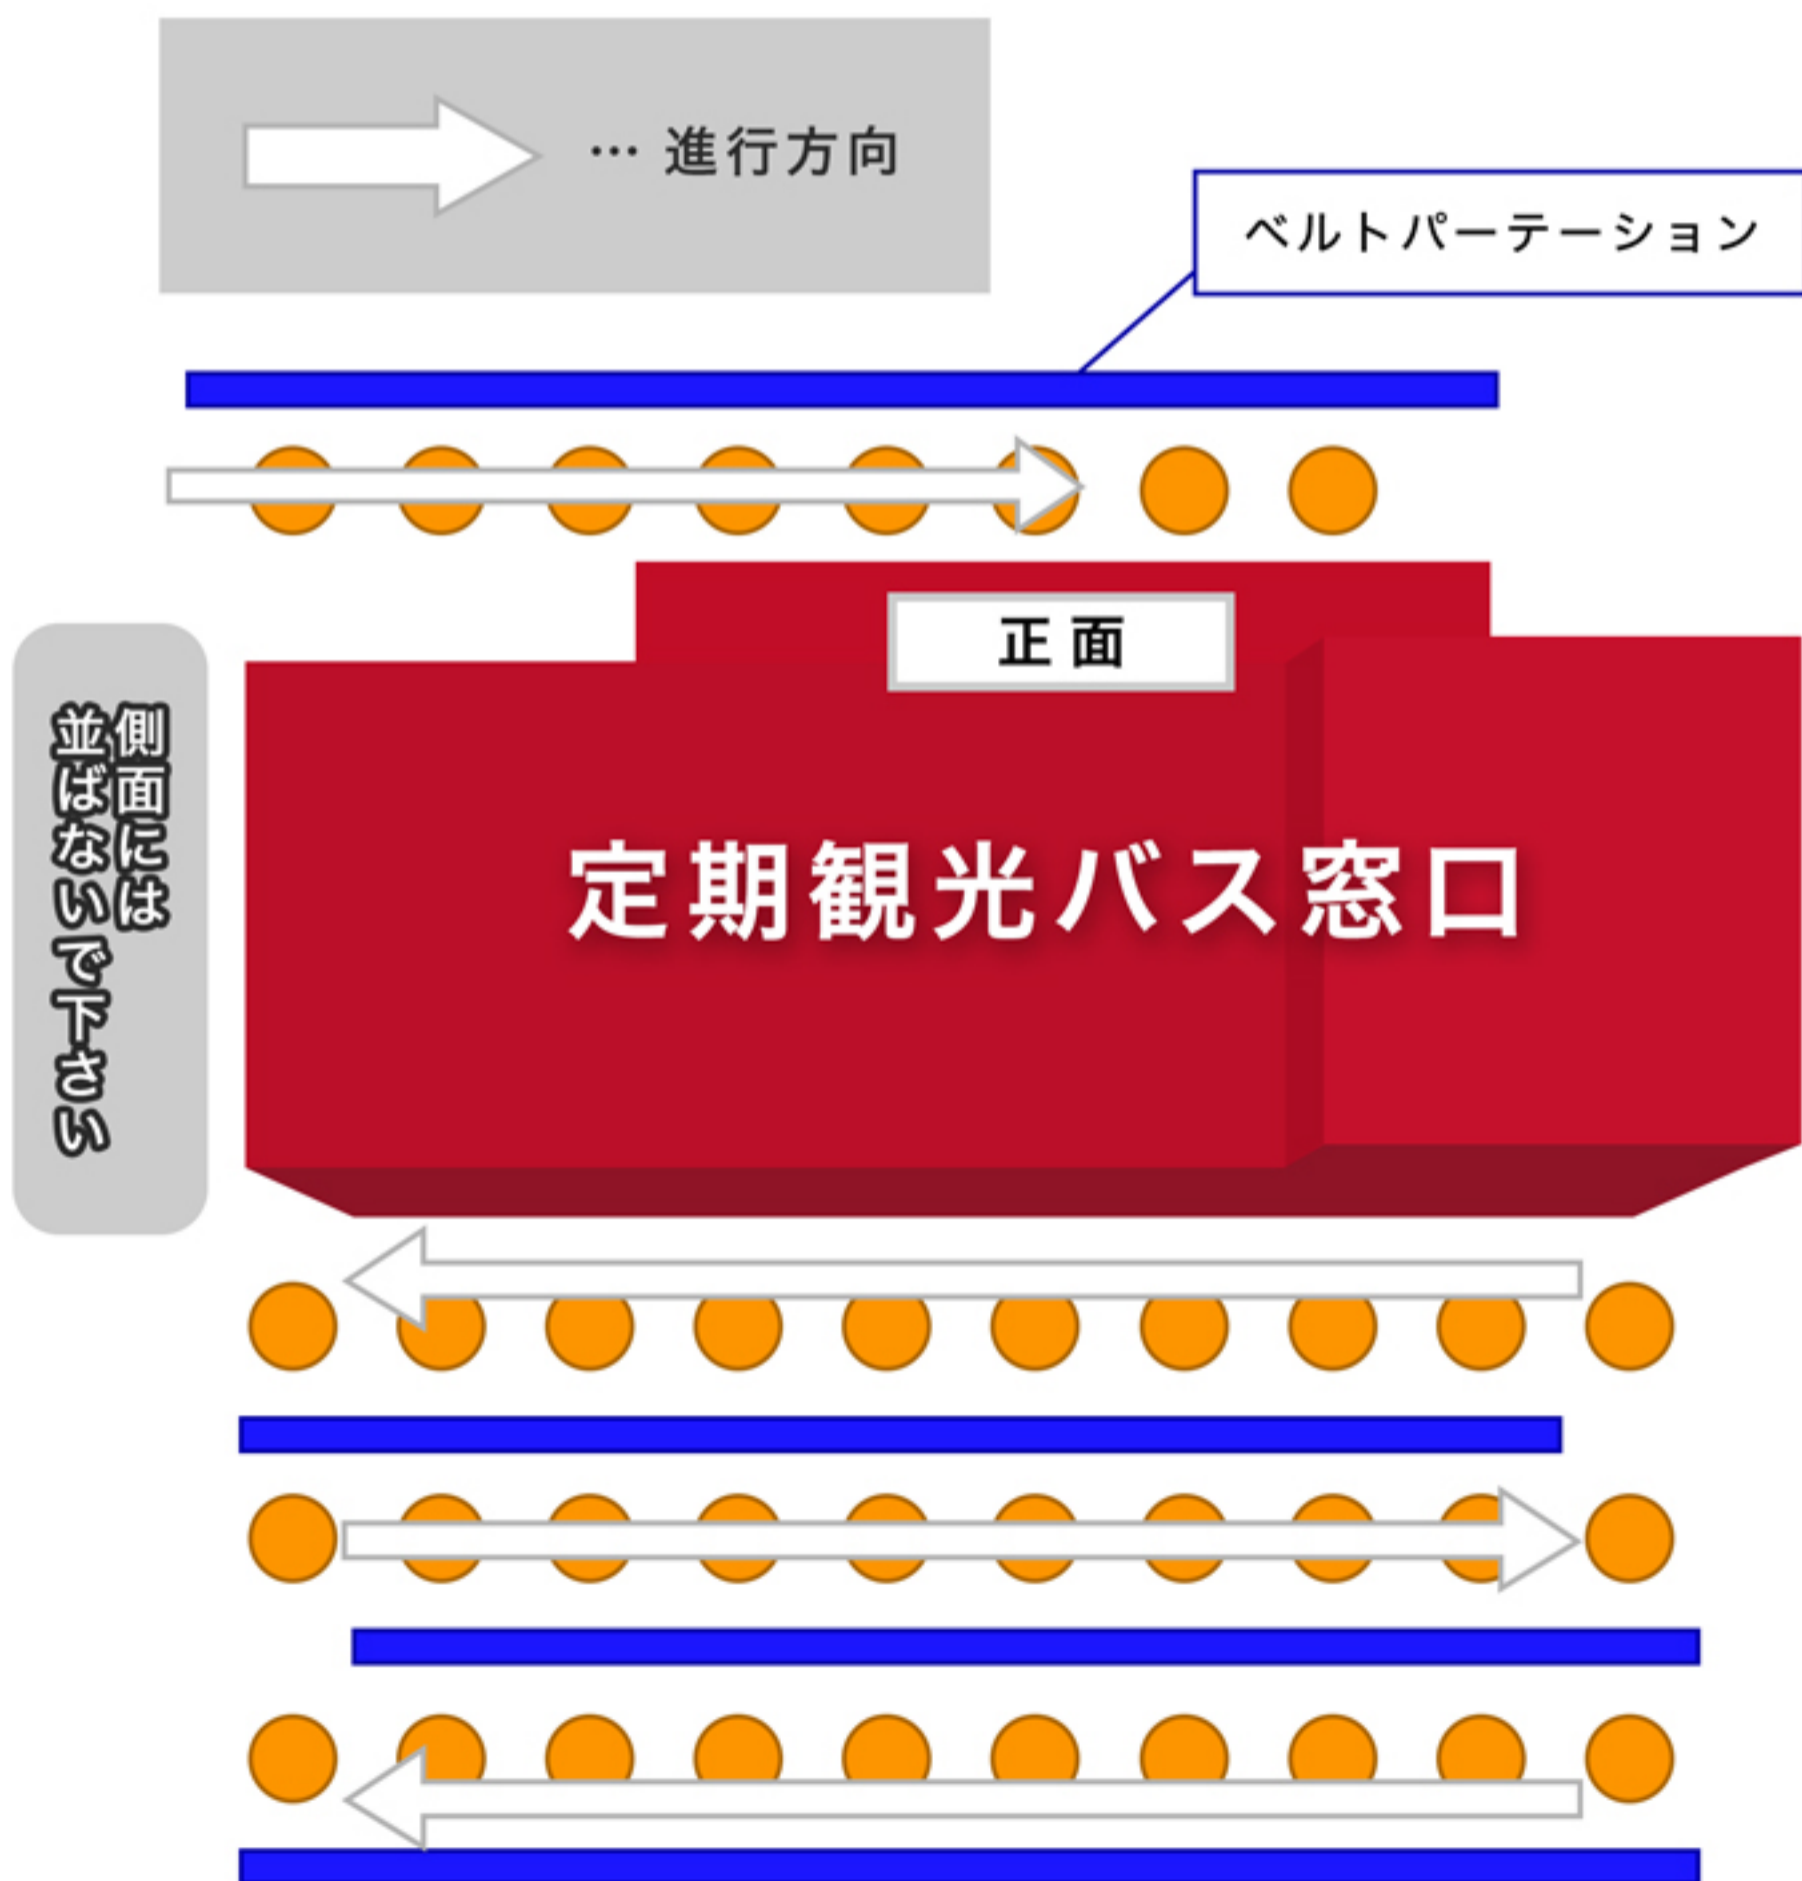 … 進行方向
ベルトパーテーション
正面
側面には
並ばないで下さい
定期観光バス窓口